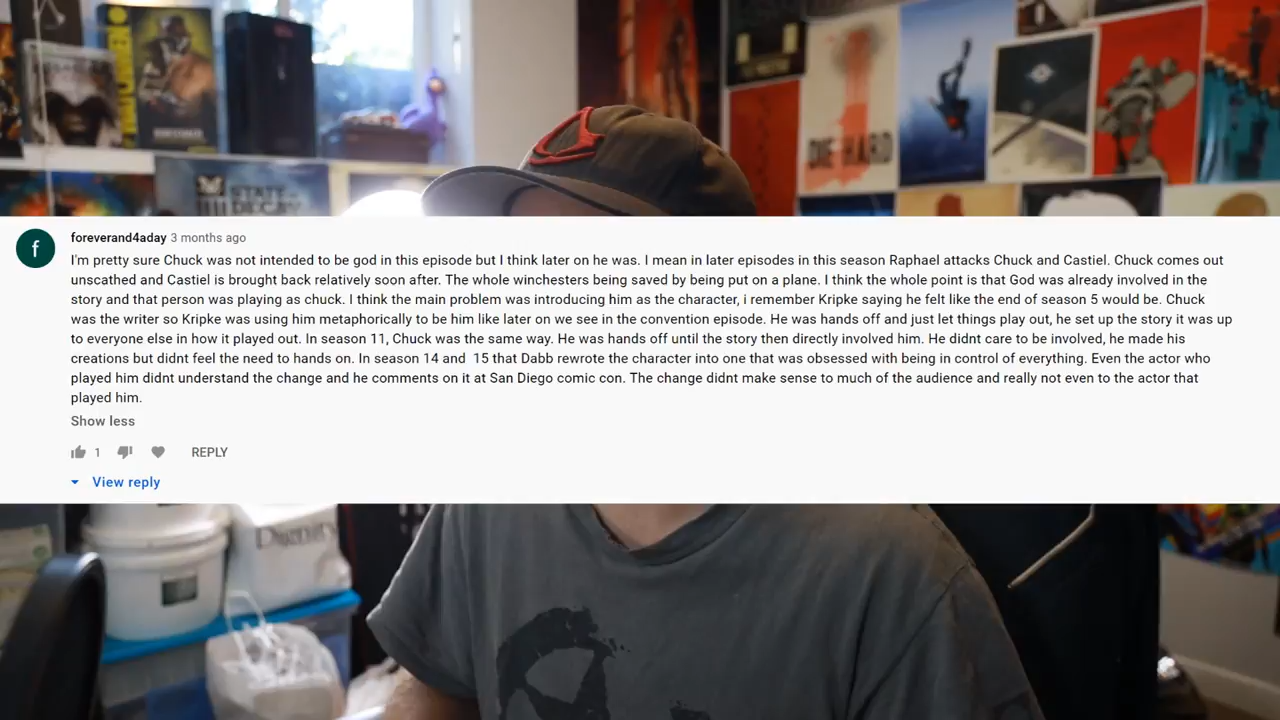 STATE
DECAY
DIE HARD
foreverand4aday 3 months ago
f
I'm pretty sure Chuck was not intended to be god in this episode but I think later on he was. I mean in later episodes in this season Raphael attacks Chuck and Castiel. Chuck comes out
unscathed and Castiel is brought back relatively soon after. The whole winchesters being saved by being put on a plane. I think the whole point is that God was already involved in the
story and that person was playing as chuck. I think the main problem was introducing him as the character, i remember Kripke saying he felt like the end of season 5 would be. Chuck
was the writer so Kripke was using him metaphorically to be him like later on we see in the convention episode. He was hands off and just let things play out, he set up the story it was up
to everyone else in how it played out. In season 11, Chuck was the same way. He was hands off until the story then directly involved him. He didnt care to be involved, he made his
creations but didnt feel the need to hands on. In season 14 and  15 that Dabb rewrote the character into one that was obsessed with being in control of everything. Even the actor who
played him didnt understand the change and he comments on it at San Diego comic con. The change didnt make sense to much of the audience and really not even to the actor that
played him.
Show less
1
REPLY
View reply